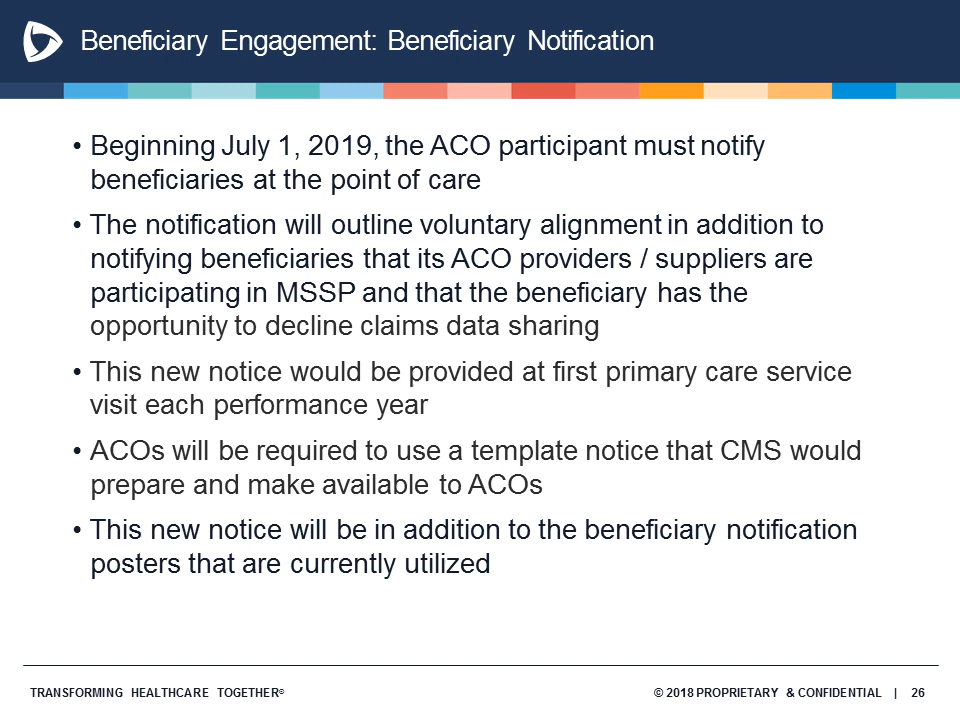 Beneficiary Engagement: Beneficiary Notification
• Beginning July 1, 2019, the ACO participant must notify
beneficiaries at the point of care
• The notification will outline voluntary alignment in addition to
notifying beneficiaries that its ACO providers / suppliers are
participating in MSSP and that the beneficiary has the
opportunity to decline claims data sharing
• This new notice would be provided at first primary care service
visit each performance year
• ACOs will be required to use a template notice that CMS would
prepare and make available to ACOs
• This new notice will be in addition to the beneficiary notification
posters that are currently utilized
TRANSFORMING HEALTHCARE TOGETHER® © 2018 PROPRIETARY & CONFIDENTIAL | 26